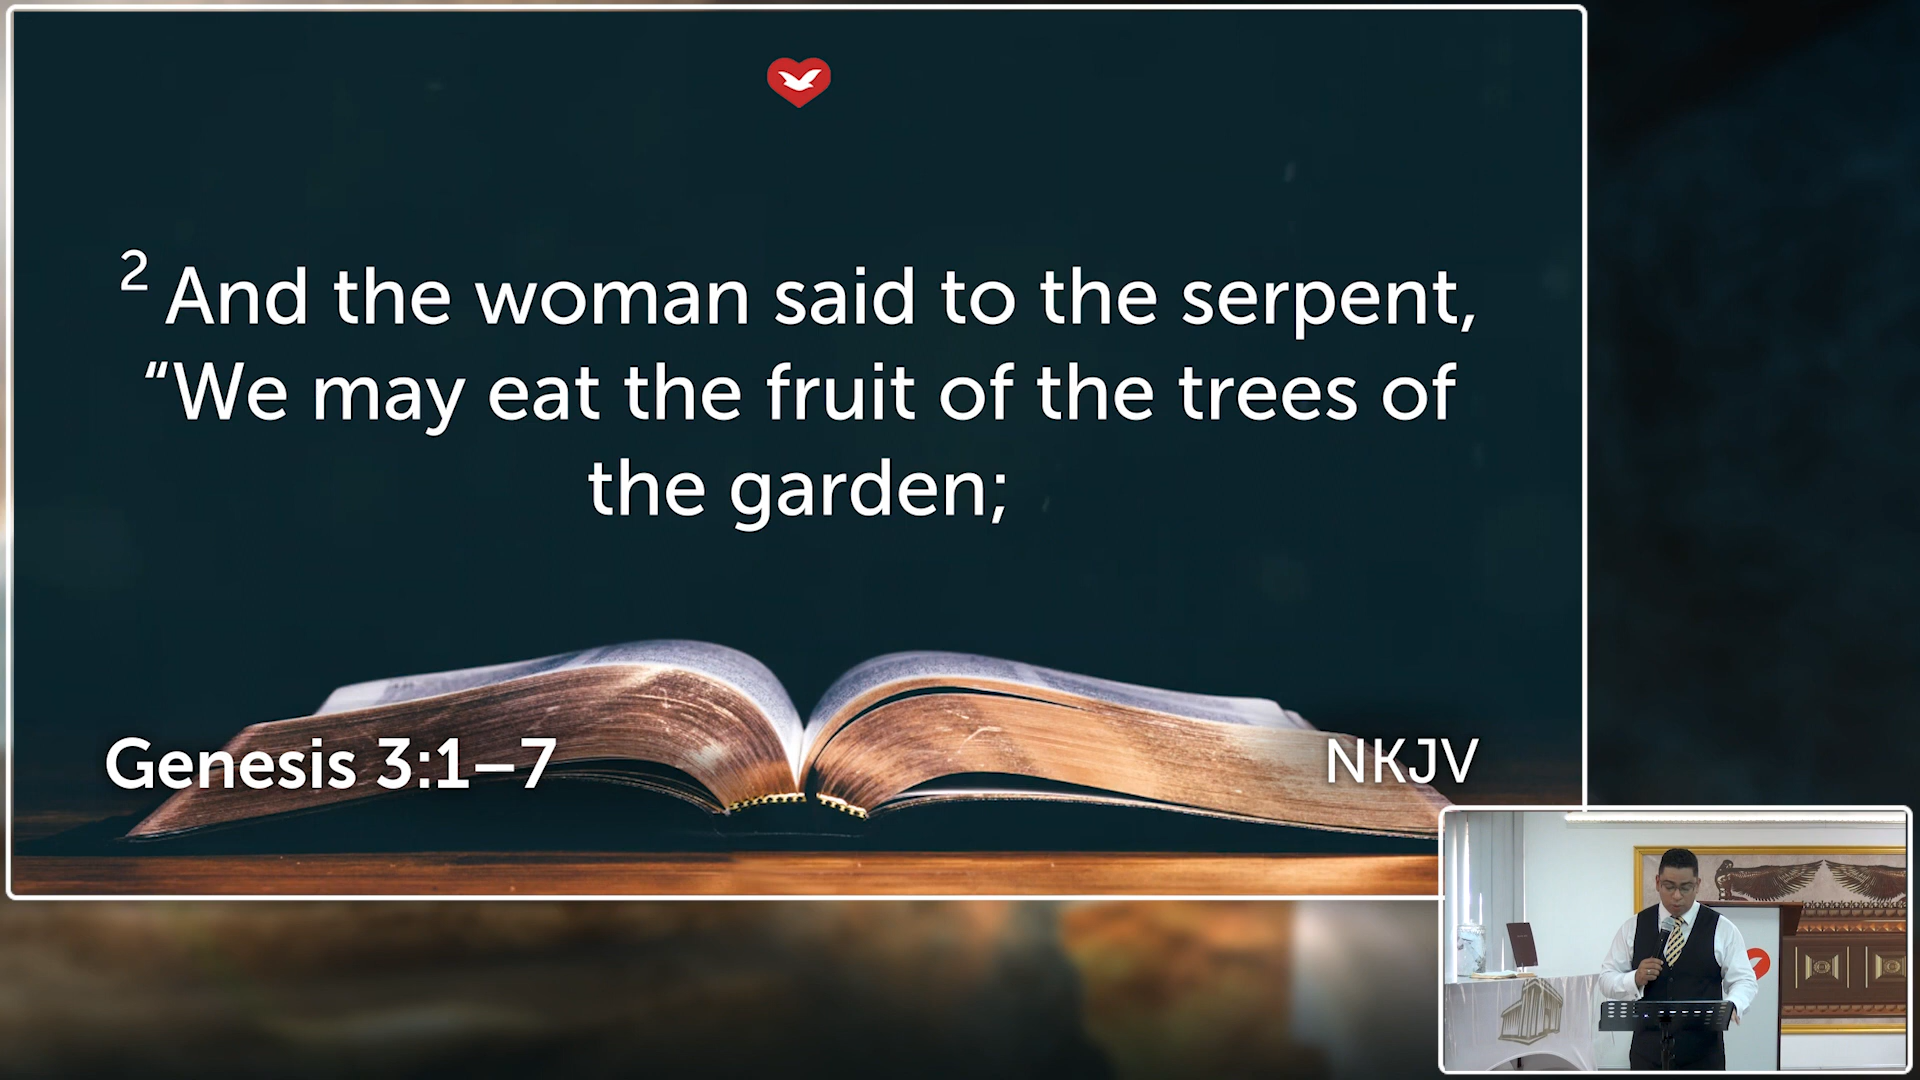 2 And the woman said to the serpent,
“We may eat the fruit of the trees of
the garden;
Genesis 3:1–7
NKJV